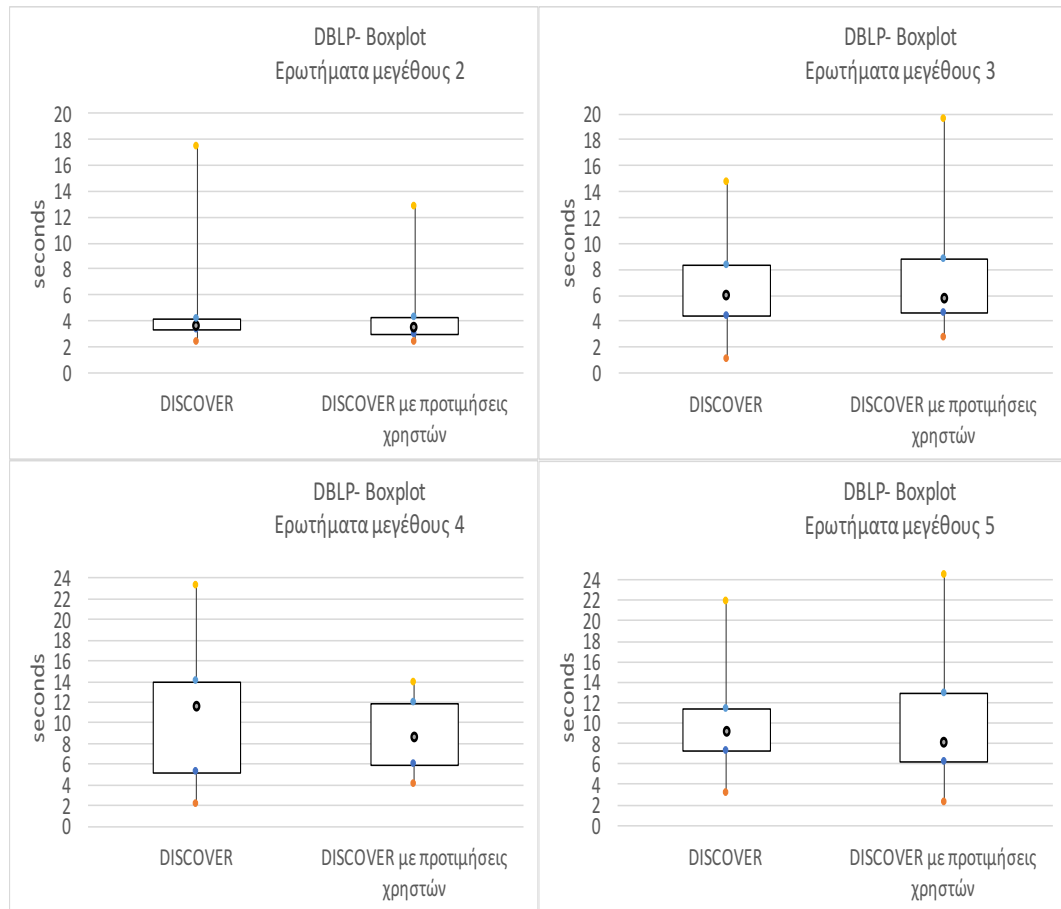 DBLP- Boxplot
Ερωτήματα μεγέθους 2
20
18
16
14
12
10
8
6
4
2
0
seconds
DISCOVER
DISCOVER με προτιμήσεις
χρηστών
DBLP- Boxplot
Ερωτήματα μεγέθους 3
20
18
16
14
12
10
8
6
4
2
0
seconds
DISCOVER
DISCOVER με προτιμήσεις
χρηστών
DBLP- Boxplot
Ερωτήματα μεγέθους 4
24
22
20
18
16
14
12
10
8
6
4
2
0
seconds
DISCOVER
DISCOVER με προτιμήσεις
χρηστών
DBLP- Boxplot
Ερωτήματα μεγέθους 5
24
22
20
18
16
14
12
10
8
6
4
2
0
seconds
DISCOVER
DISCOVER με προτιμήσεις
χρηστών